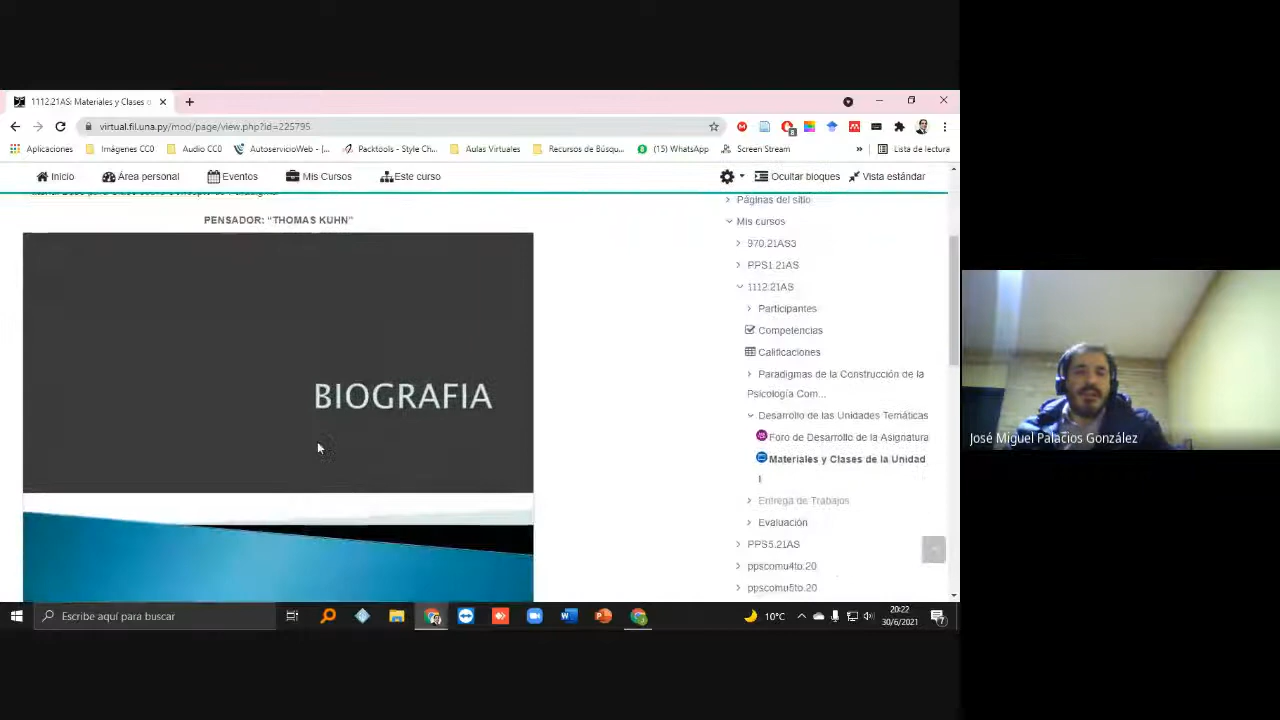 1112.21AS: Materiales y Clases d
virtual.fil.una.py/mod/page/view.php?id=225795
Aplicaciones
Imágenes CC0
Audio CC0
AutoservicioWeb - |...
Packtools - Style Ch...
Aulas Virtuales
Recursos de Búsqu...
(15) WhatsApp
Screen Stream
»
Lista de lectura
Inicio
Área personal
Eventos
Mis Cursos
Este curso
Ocultar bloques
Vista estándar
PENSADOR: “THOMAS KUHN”
BIOGRAFIA
Páginas del sitio
Mis cursos
970.21AS3
PPS1.21AS
1112.21AS
Participantes
Competencias
Calificaciones
Paradigmas de la Construcción de la
Psicología Com...
Desarrollo de las Unidades Temáticas
Foro de Desarrollo de la Asignatura
Materiales y Clases de la Unidad
I
Entrega de Trabajos
Evaluación
PPS5.21AS
ppscomu4to.20
ppscomu5to.20
José Miguel Palacios González
Escribe aquí para buscar
10°C
20:22
30/6/2021